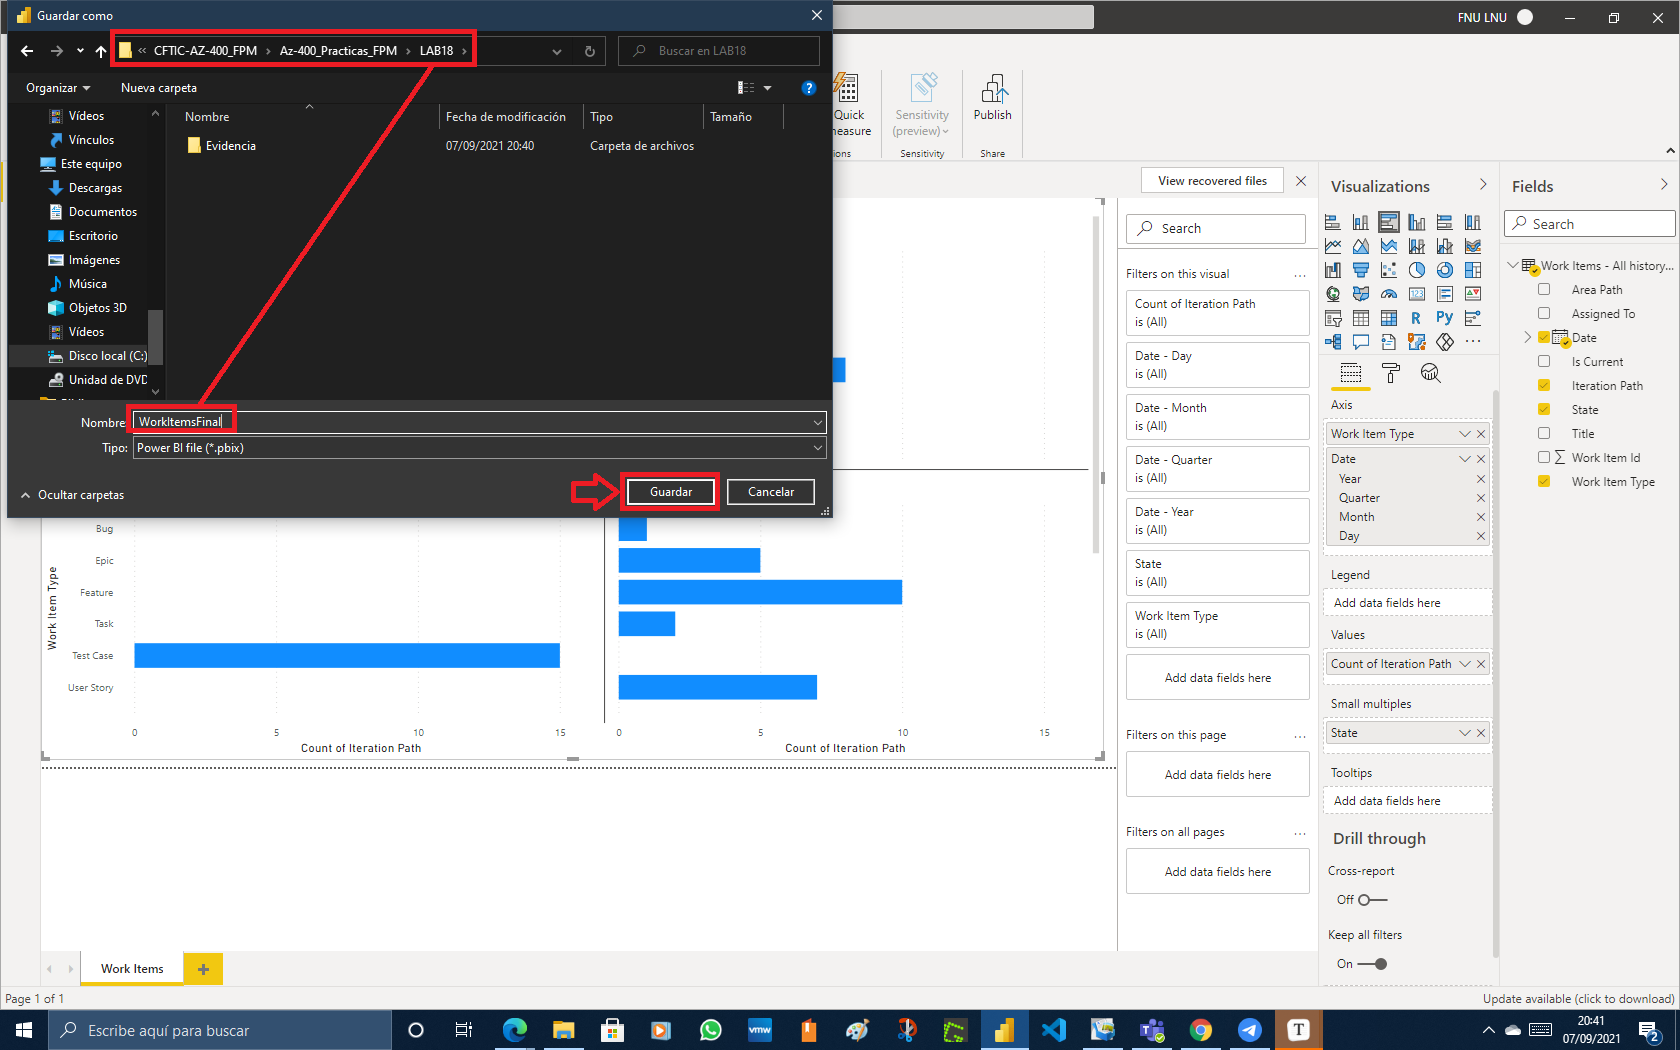 Guardar como
FNU LNU
CFTIC-AZ-400_FPM
Az-400_Practicas_FPM
LAB18
Buscar en LAB18
Organizar
Nueva carpeta
Nombre
Fecha de modificación
Tipo
Tamaño
Evidencia
07/09/2021 20:40
Carpeta de archivos
Vídeos
Vínculos
Este equipo
Descargas
Documentos
Escritorio
Imágenes
Música
Objetos 3D
Vídeos
Disco local (C:)
Unidad de DVD
Nombre
WorkItemsFinal
Tipo:
Power BI file (*.pbix)
Ocultar carpetas
Guardar
Cancelar
Quick
Sensitivity
(preview)
Sensitivity
Publish
Share
View recovered files
Bug
Epic
Feature
Task
Test Case
User Story
Work Item Type
0
5
10
15
Count of Iteration Path
0
5
10
15
Count of Iteration Path
Search
Filters on this visual
Count of Iteration Path
is (All)
Date - Day
is (All)
Date - Month
is (All)
Date - Quarter
is (All)
Date - Year
is (All)
State
is (All)
Work Item Type
is (All)
Add data fields here
Filters on this page
Add data fields here
Filters on all pages
Add data fields here
Visualizations
R
Py
Axis
Work Item Type
Date
Year
Quarter
Month
Day
Legend
Add data fields here
Values
Count of Iteration Path
Small multiples
State
Tooltips
Add data fields here
Drill through
Cross-report
Off
Keep all filters
On
Fields
Search
Work Items - All history...
Area Path
Assigned To
Date
Is Current
Iteration Path
State
Title
Work Item Id
Work Item Type
Work Items
Page 1 of 1
Update available (click to download)
Escribe aquí para buscar
vmw
T
20:41
07/09/2021
2